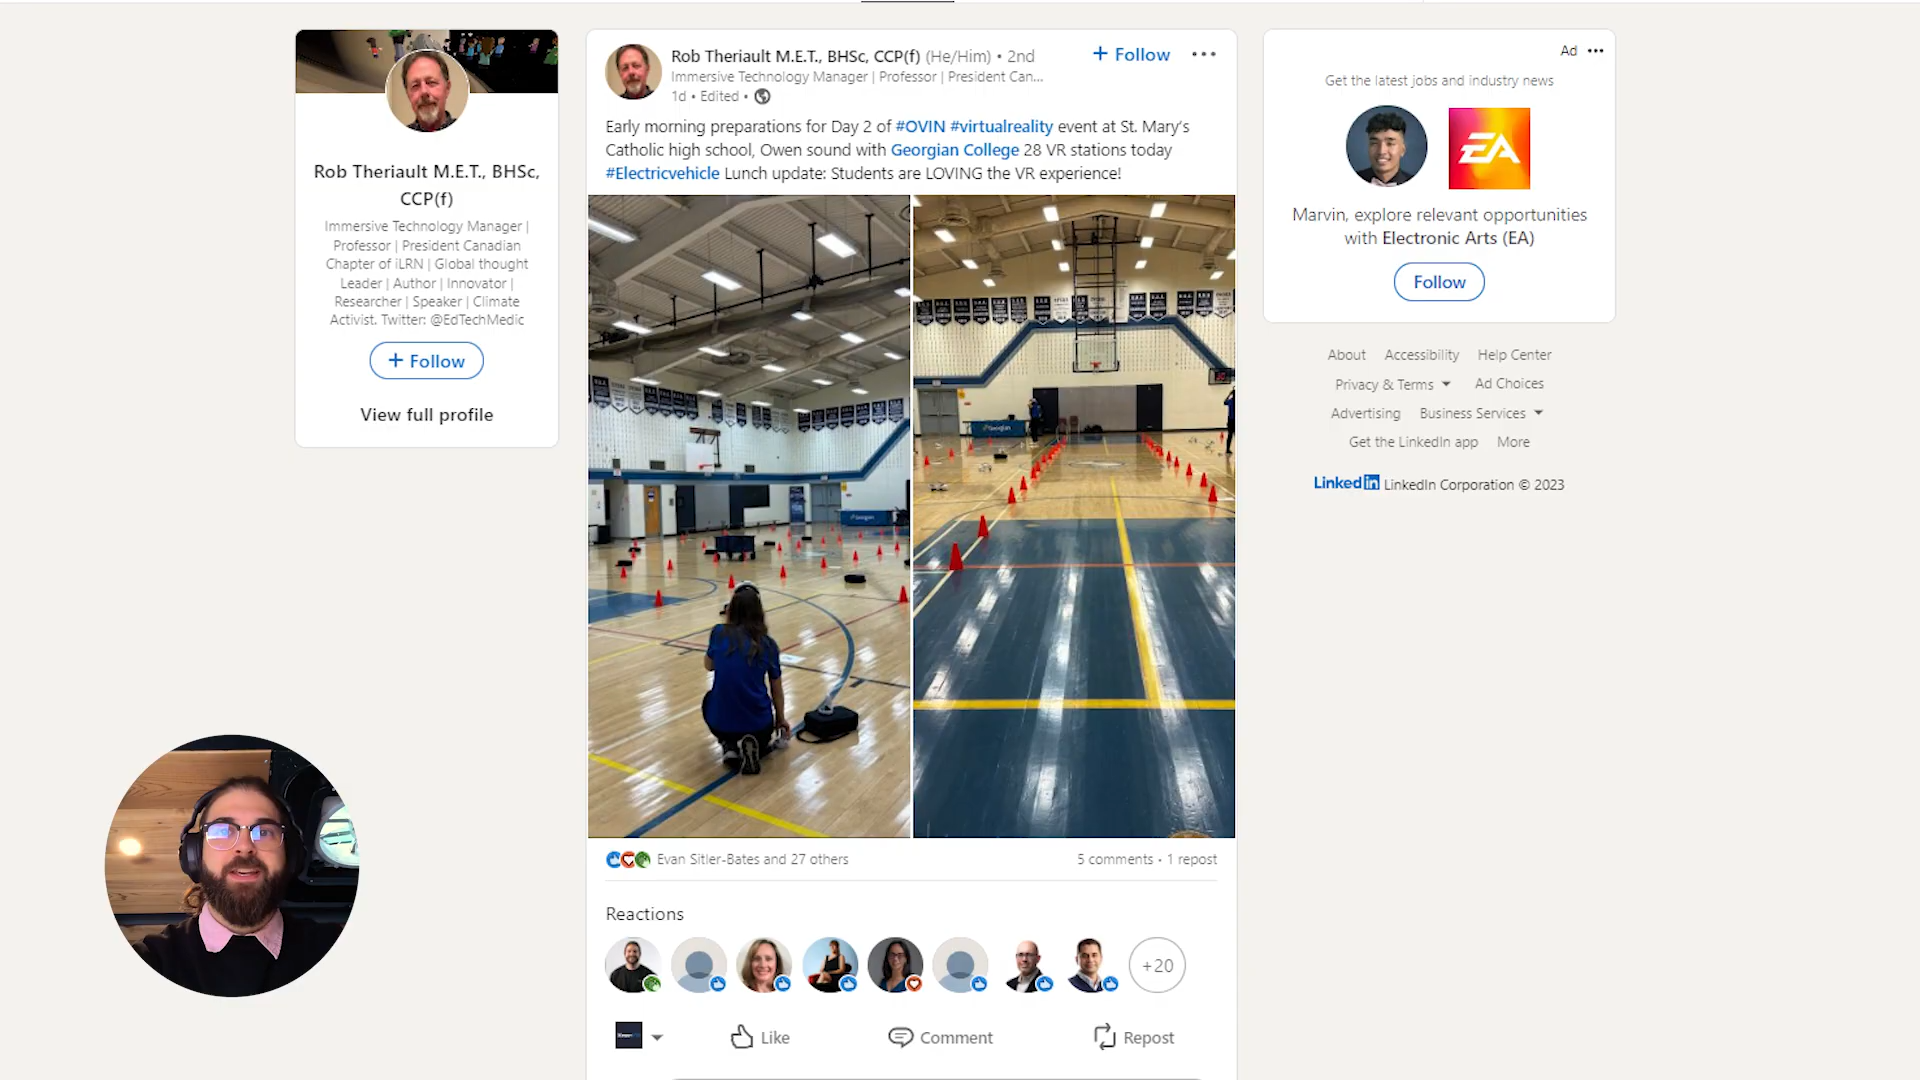 Rob Theriault M.E.T., BHSc,
CCP(f)
Immersive Technology Manager |
Professor | President Canadian
Chapter of iLRN | Global thought
Leader | Author | Innovator |
Researcher | Speaker | Climate
Activist. Twitter: @EdTechMedic
+ Follow
View full profile
Rob Theriault M.E.T., BHSc, CCP(f) (He/Him) • 2nd
Immersive Technology Manager | Professor | President Can...
1d • Edited •
+ Follow
Early morning preparations for Day 2 of #OVIN #virtualreality event at St. Mary's
Catholic high school, Owen sound with Georgian College 28 VR stations today
#Electricvehicle Lunch update: Students are LOVING the VR experience!
Evan Sitler-Bates and 27 others
5 comments • 1 repost
Reactions
+20
Like
Comment
Repost
Ad
Get the latest jobs and industry news
EA
Marvin, explore relevant opportunities
with Electronic Arts (EA)
Follow
About Accessibility Help Center
Privacy & Terms Ad Choices
Advertising Business Services
Get the LinkedIn app More
LinkedIn LinkedIn Corporation © 2023